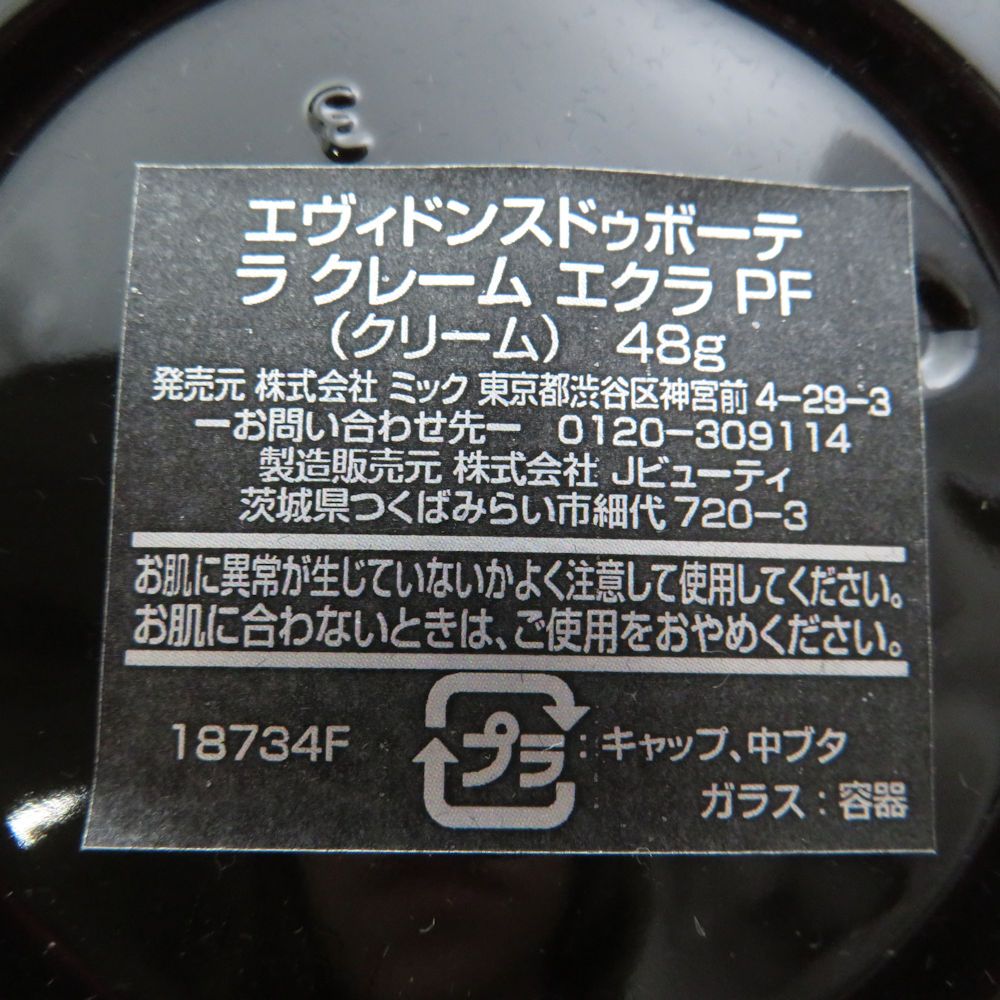 エヴィドンスドゥボーテ
ラ クレーム エクラ PF
(クリーム) 48g
発売元 株式会社 ミック 東京都渋谷区神宮前 4-29-3
ーお問い合わせ先ー 0120-309114
製造販売元 株式会社 Jビューティ
茨城県つくばみらい市細代 720-3
お肌に異常が生じていないかよく注意して使用してください。
お肌に合わないときは、ご使用をおやめください。
18734F プラ : キャップ、中ブタ
ガラス : 容器